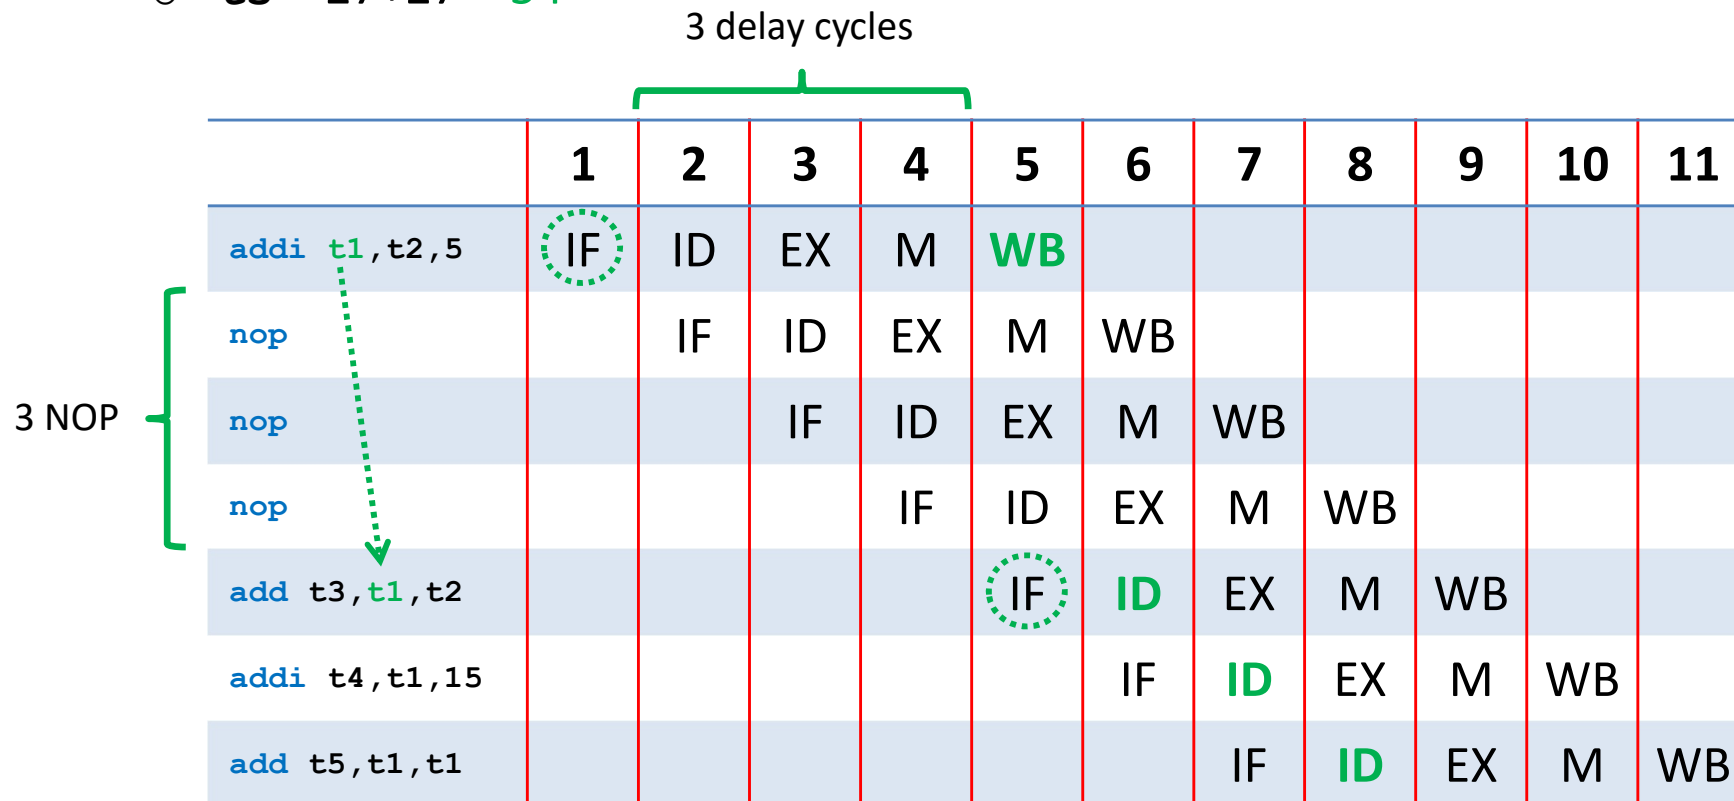 3 delay cycles
1 2 3 4 5 6 7 8 9 10 11
addi t1,t2,5 IF ID EX M WB
nop IF ID EX M WB
3 NOP
nop IF ID EX M WB
nop IF ID EX M WB
add t3,t1,t2 IF ID EX M WB
addi t4,t1,15 IF ID EX M WB
add t5,t1,t1 IF ID EX M WB